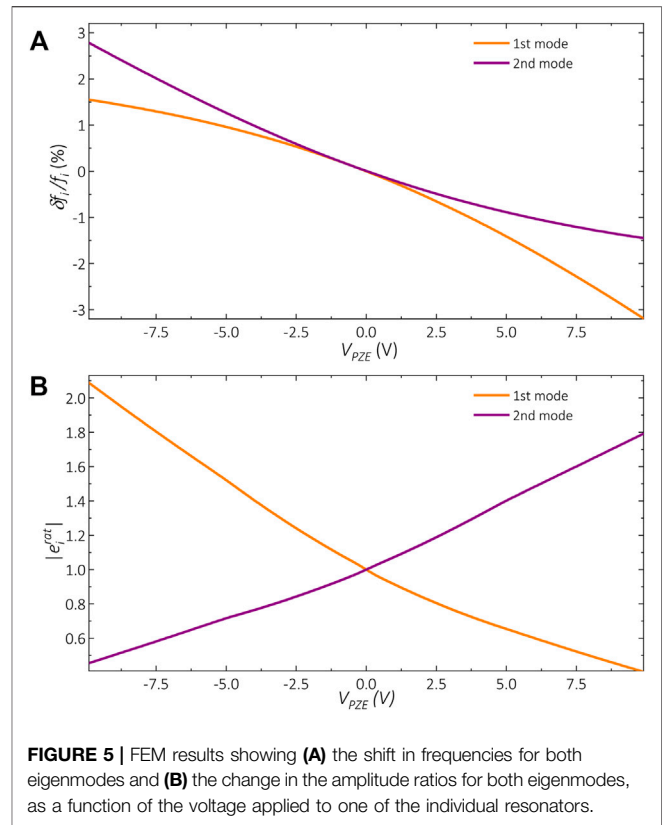 A
3
2
1
0
-1
-2
-3
δfᵢ/fᵢ (%)
1st mode
2nd mode
-7.5 -5.0 -2.5 0.0 2.5 5.0 7.5
V_PZE (V)
B
2.0
1.8
1.6
1.4
1.2
1.0
0.8
0.6
|eᵢ^rat|
1st mode
2nd mode
-7.5 -5.0 -2.5 0.0 2.5 5.0 7.5
V_PZE (V)
FIGURE 5 | FEM results showing (A) the shift in frequencies for both
eigenmodes and (B) the change in the amplitude ratios for both eigenmodes,
as a function of the voltage applied to one of the individual resonators.